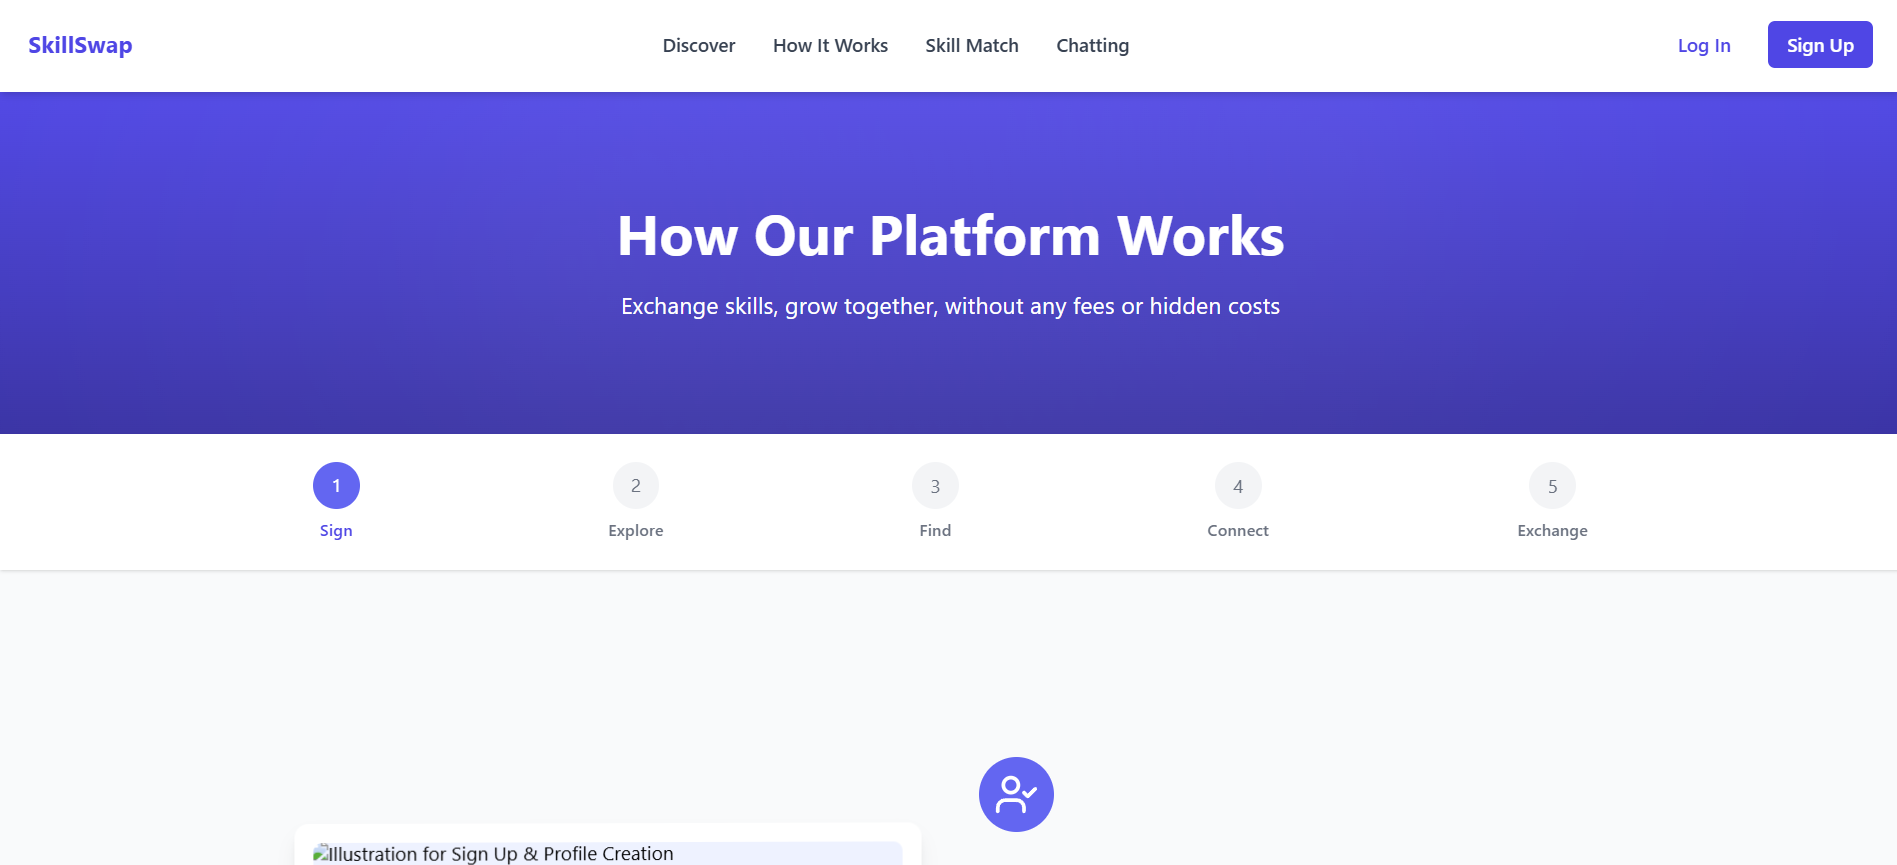 SkillSwap
Discover
How It Works
Skill Match
Chatting
Log In
Sign Up
How Our Platform Works
Exchange skills, grow together, without any fees or hidden costs
1
Sign
2
Explore
3
Find
4
Connect
5
Exchange
Illustration for Sign Up & Profile Creation